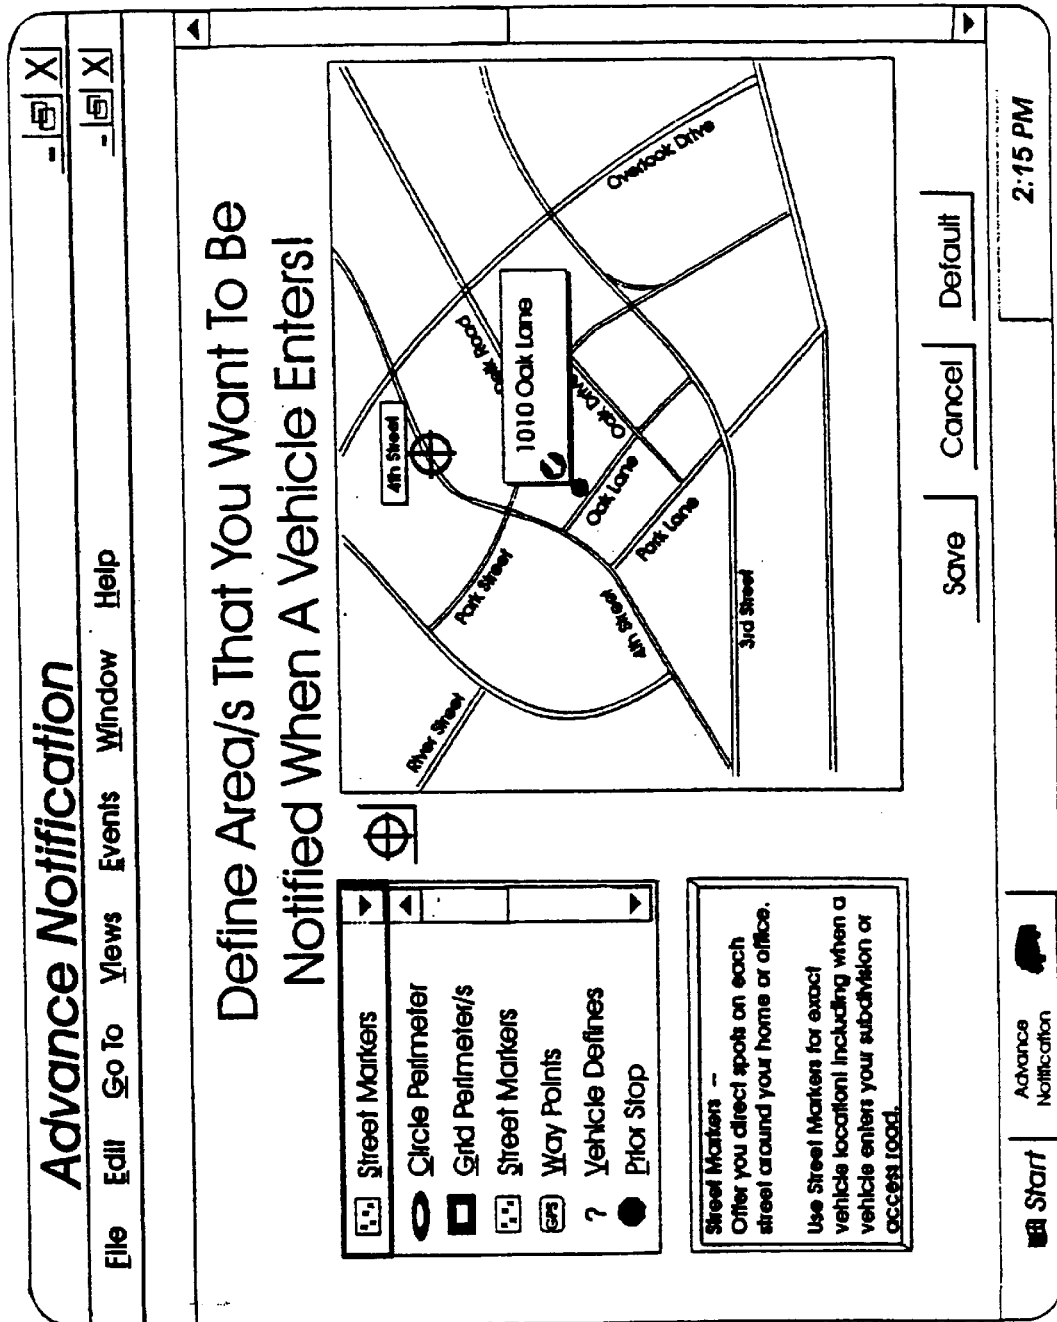 Advance Notification
File Edit Go To Views Events Window Help
Define Area/s That You Want To Be
Notified When A Vehicle Enters!
Street Markers
Circle Perimeter
Grid Perimeter/s
Street Markers
GPS Way Points
? Vehicle Defines
Prior Stop
Street Markers --
Offer you direct spots on each
street around your home or office.
Use Street Markers for exact
vehicle location! Including when a
vehicle enters your subdivision or
access road.
River Street
Park Street
4th Street
4th Street
Road
1010 Oak Lane
Oak Drive
Oak Lane
Park Lane
3rd Street
Overlook Drive
Save Cancel Default
Start
Advance
Notification
2:15 PM